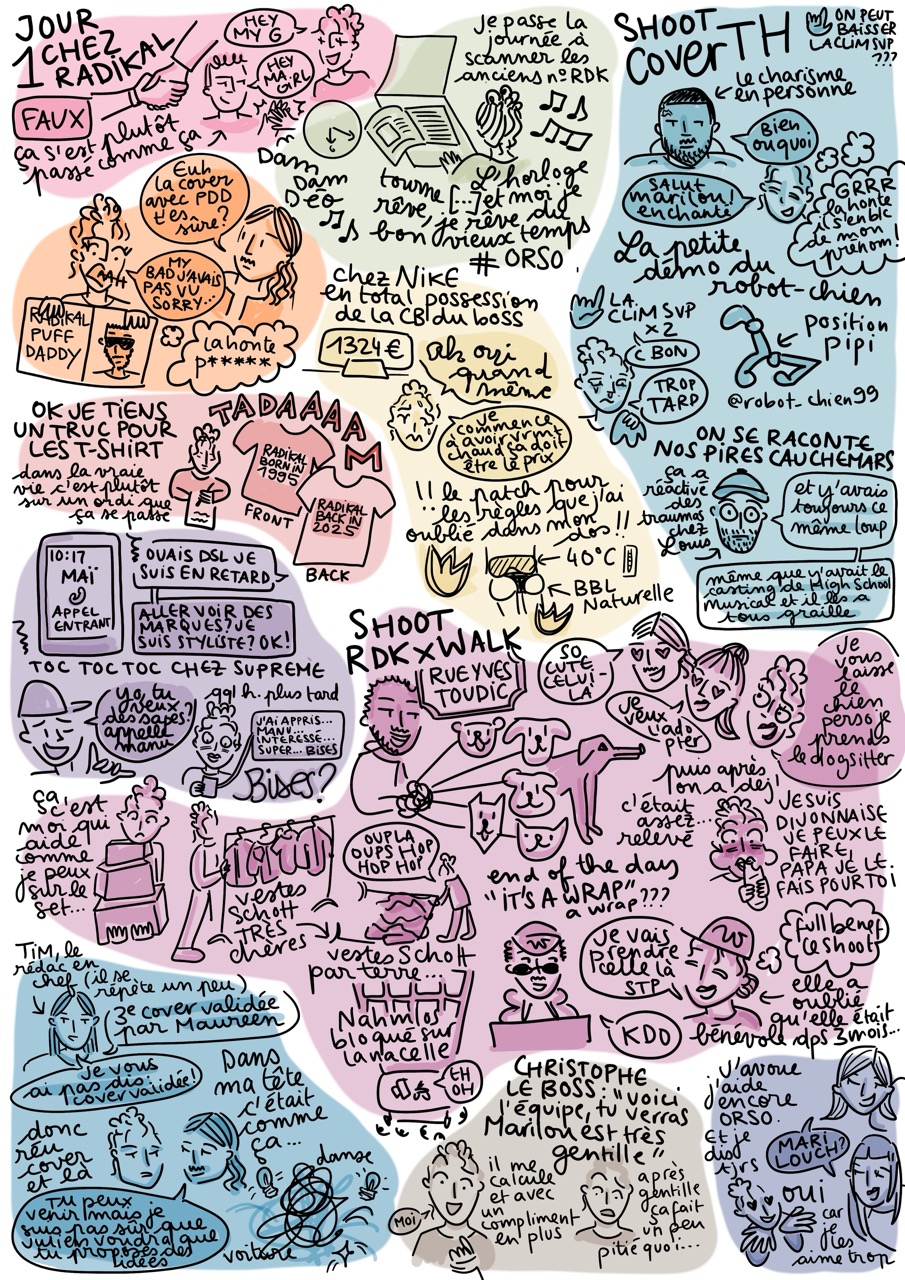 JOUR
1 CHEZ
RADIKAL
HEY
MY G
HEY
MA
GIRL
FAUX
ça s'est plutôt
passé comme ça
je passe la
journée à
scanner les
anciens n° RDK
Dam
Dam
Deo
L'horloge
tourne [...] et moi je
rêve, je rêve du
bon vieux temps
# ORSO
SHOOT
COVER TH
ON PEUT
BAISSER
LA CLIM SVP
???
le charisme
en personne
Bien
ou quoi
SALUT
marilou!
enchanté
GRRR
la honte
il s'en blc
de mon
prénom!
La petite
démo du
robot-chien
LA
CLIM SVP
x2
C BON
TROP
TARD
position
pipi
@robot_chien99
Euh
la cover
avec PDD
t'es
sûre?
MY
BAD J'AVAIS
PAS VU
SORRY...
RADIKAL
PUFF
DADDY
la honte
p*****
chez NIKE
en total possession
de la CB du boss
1324€
Ah oui
quand
même
je
commence
à avoir vrmt
chaud ça doit
être le prix
!! le patch pour
les règles que j'ai
oublié dans mon
dos !!
40°C
BBL
Naturelle
OK JE TIENS
UN TRUC POUR
LES T-SHIRT
dans la vraie
vie c'est plutôt
sur un ordi que
ça se passe
TADAAAAM
RADIKAL
BORN IN
1995
FRONT
RADIKAL
BACK IN
2025
BACK
ON SE RACONTE
NOS PIRES CAUCHEMARS
ça a
réactivé
des
traumas
chez
Louis
et y'avais
toujours ce
même loup
même que y'avait le
casting de High School
Musical et il les a
tous graille
10:17
MAÏ
APPEL
ENTRANT
OUAIS DSL JE
SUIS EN RETARD
ALLER VOIR DES
MARQUES? JE
SUIS STYLISTE? OK!
TOC TOC TOC CHEZ SUPREME
Yo, tu
veux
des sapes?
appelle
manu
qql h. plus tard
J'AI APPRIS...
MANU...
INTÉRESSÉ...
SUPER... BISES
Bises?
SHOOT
RDK x WALK
RUE YVES
TOUDIC
SO
CUTE
CELUI-
LÀ
je
veux
l'adopter
je
vous
laisse
le
chien
perso je
prends
le dogsitter
puis après
on a dej
c'était
assez...
relevé
JE SUIS
DIJONNAISE
JE PEUX LE
FAIRE,
PAPA JE LE
FAIS POUR TOI
ça
c'est
moi qui
aide
comme
je peux
sur le
set...
vestes
Schott
TRÈS
chères
OUPLA
OUPS HOP
HOP HOP
vestes Schott
par terre...
end of the day
"IT'S A WRAP"
a wrap???
je vais
prendre
celle là
STP
KDO
full benef
ce shoot
elle a
oublié
qu'elle était
bénévole dps 3 mois...
Nahmlos
bloqué sur
la nacelle
EH
OH
TIM, le
rédac en
chef (il se
répète un peu)
3e cover validée
par Maureen
je vous
ai pas dis
cover validée!
donc
réu
cover
et là
Tu peux
venir mais je
suis pas sûr que
Julien voudra que
tu proposes des
idées
Dans
ma tête
c'était
comme
ça...
danse
voiture
CHRISTOPHE
LE BOSS: "voici
l'équipe, tu verras
Marilou est très
gentille"
MOI
il me
calcule
et avec
un
compliment
en plus
après
gentille
ça fait
un peu
pitié quoi...
J'avoue
j'aide
encore
ORSO
et je
dis
tjrs
MARI
LOUCH?
oui
car
je
les
aime trop